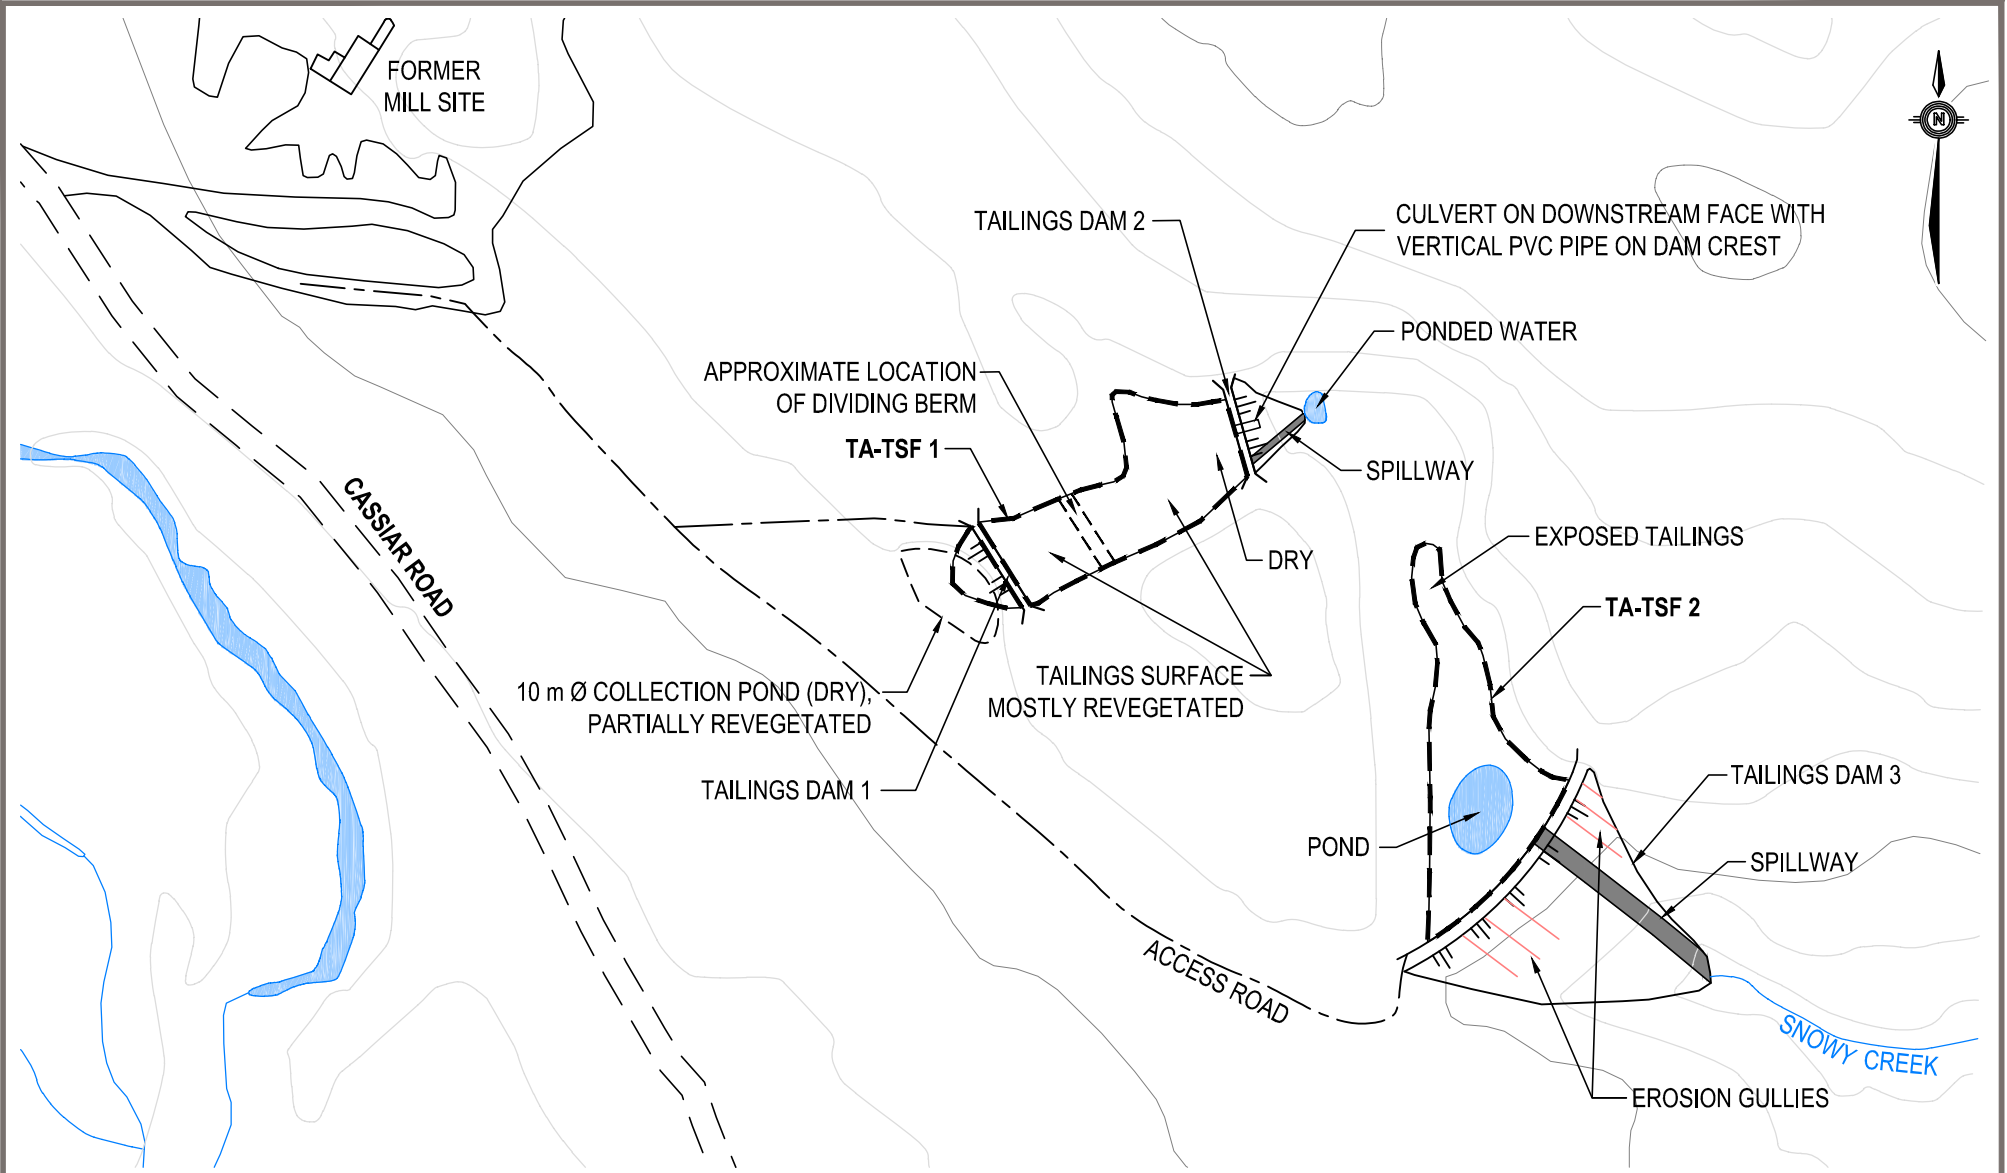 FORMER
MILL SITE
N
TAILINGS DAM 2
CULVERT ON DOWNSTREAM FACE WITH
VERTICAL PVC PIPE ON DAM CREST
PONDED WATER
APPROXIMATE LOCATION
OF DIVIDING BERM
TA-TSF 1
SPILLWAY
CASSIAR ROAD
EXPOSED TAILINGS
DRY
TA-TSF 2
TAILINGS SURFACE
MOSTLY REVEGETATED
10 m Ø COLLECTION POND (DRY),
PARTIALLY REVEGETATED
TAILINGS DAM 1
TAILINGS DAM 3
POND
SPILLWAY
ACCESS ROAD
SNOWY CREEK
EROSION GULLIES